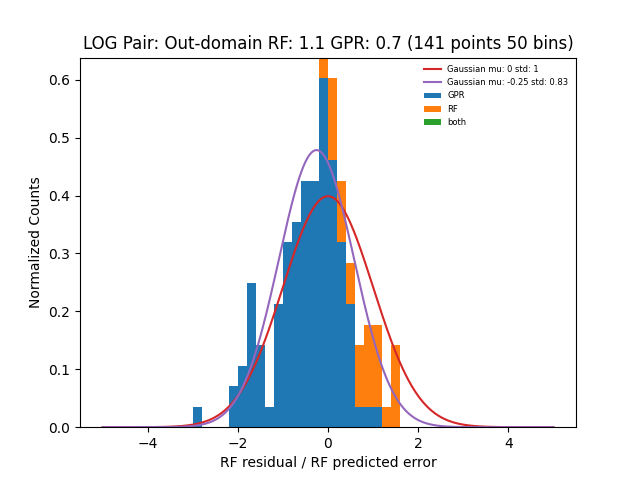 LOG Pair: Out-domain RF: 1.1 GPR: 0.7 (141 points 50 bins)
Gaussian mu: 0 std: 1
Gaussian mu: -0.25 std: 0.83
GPR
RF
both
Normalized Counts
0.6
0.5
0.4
0.3
0.2
0.1
0.0
−4
−2
0
2
4
RF residual / RF predicted error